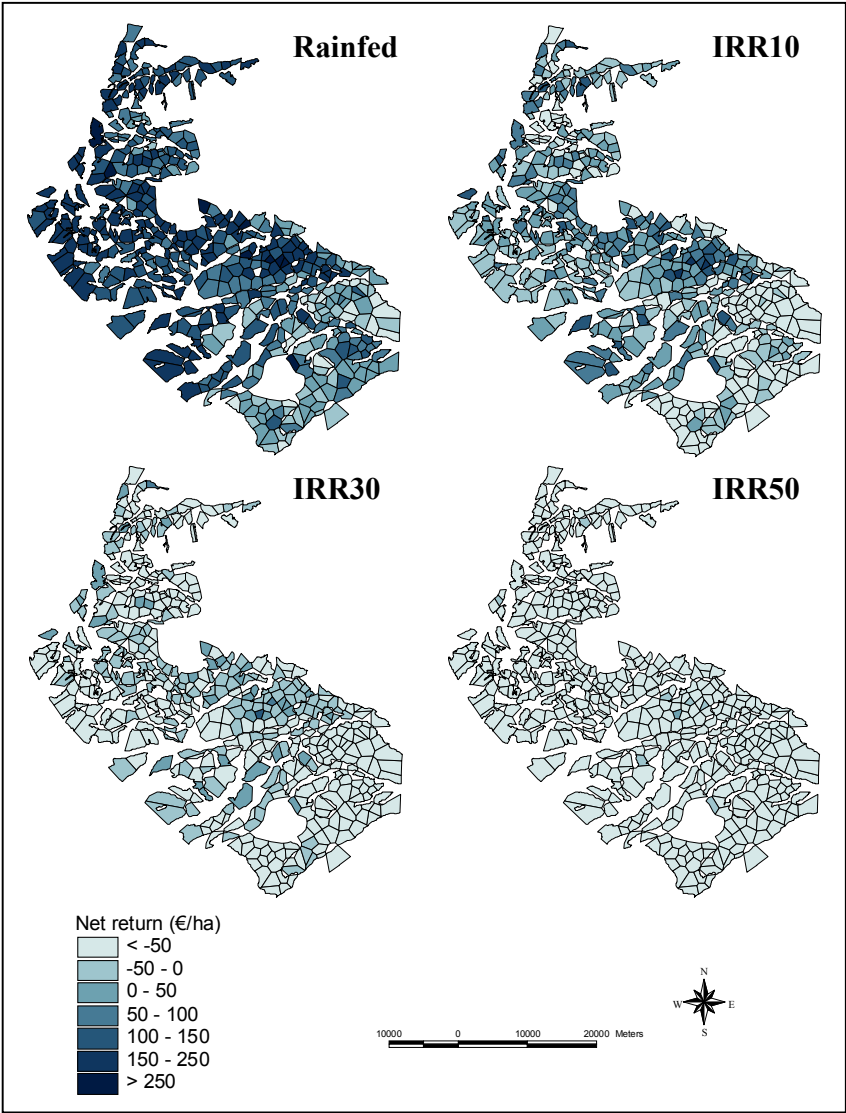 Rainfed
IRR10
IRR30
IRR50
Net return (€/ha)
< -50
-50 - 0
0 - 50
50 - 100
100 - 150
150 - 250
> 250
N
W E
S
10000 0 10000 20000 Meters